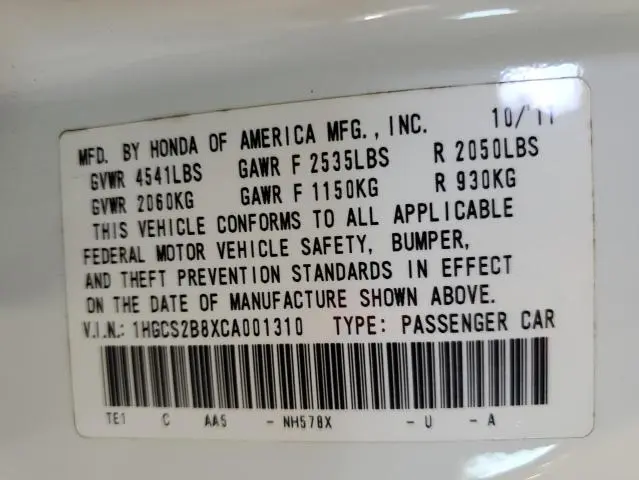 MFD. BY HONDA OF AMERICA MFG., INC. 10/'11
GVWR 4541LBS GAWR F 2535LBS R 2050LBS
GVWR 2060KG GAWR F 1150KG R 930KG
THIS VEHICLE CONFORMS TO ALL APPLICABLE
FEDERAL MOTOR VEHICLE SAFETY, BUMPER,
AND THEFT PREVENTION STANDARDS IN EFFECT
ON THE DATE OF MANUFACTURE SHOWN ABOVE.
V.I.N.: 1HGCS2B8XCA001310 TYPE: PASSENGER CAR
TE1 C AA5 - NH578X - U - A